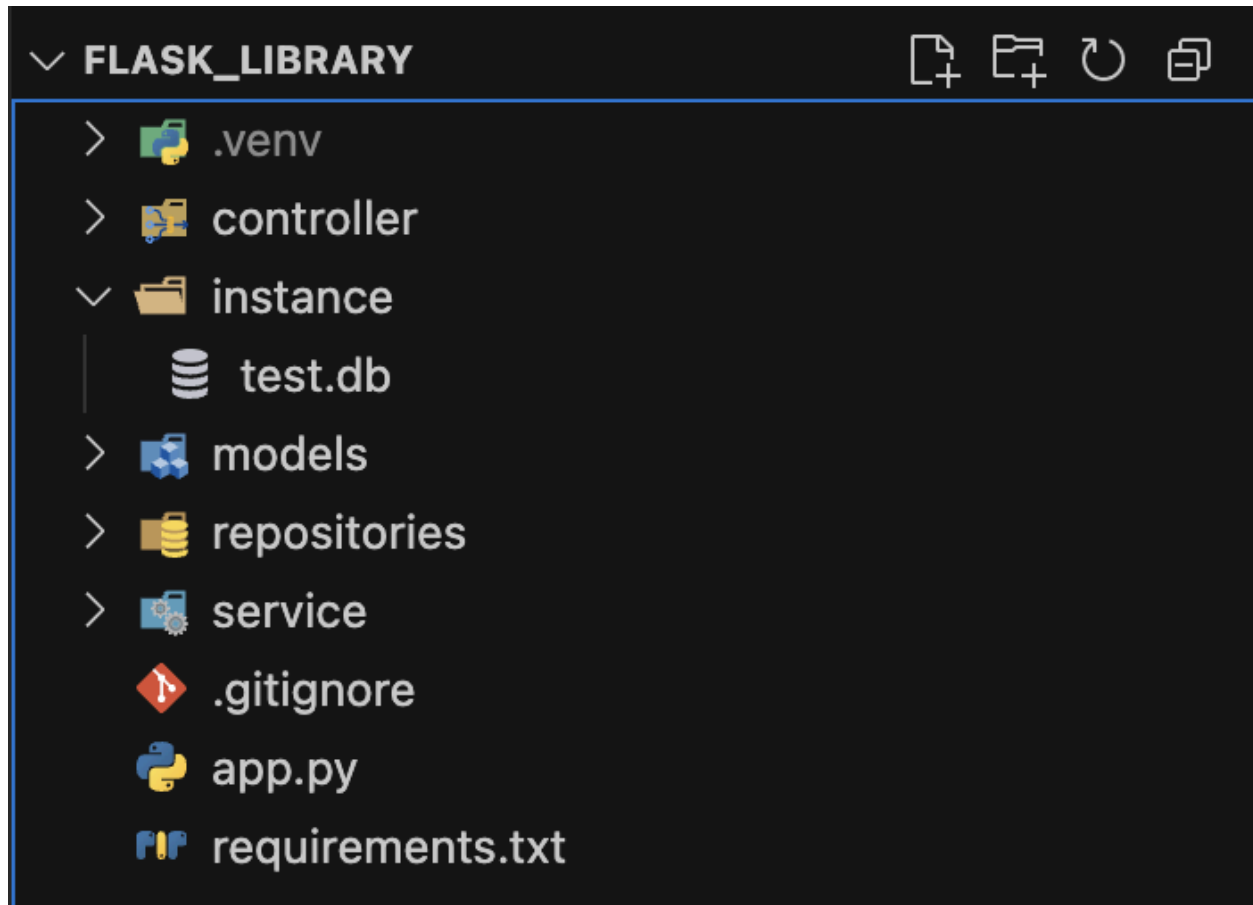 FLASK_LIBRARY
.venv
controller
instance
test.db
models
repositories
service
.gitignore
app.py
requirements.txt